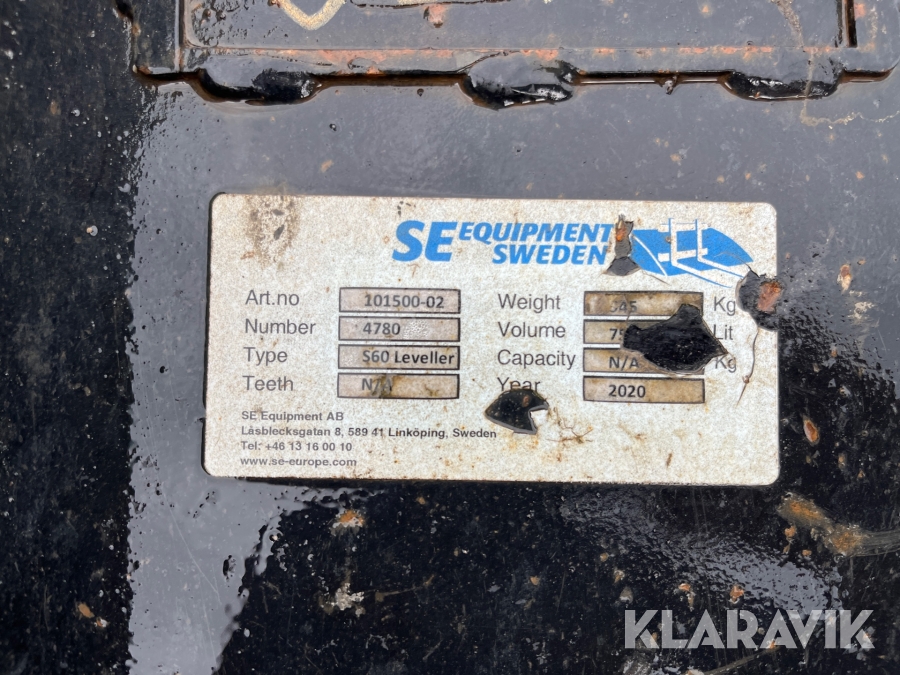 SE EQUIPMENT
SWEDEN
Art.no 101500-02
Number 4780
Type S60 Leveller
Teeth N/A
Weight Kg
Volume Lit
Capacity N/A Kg
Year 2020
SE Equipment AB
Låsblecksgatan 8, 589 41 Linköping, Sweden
Tel: +46 13 16 00 10
www.se-europe.com
KLARAVIK